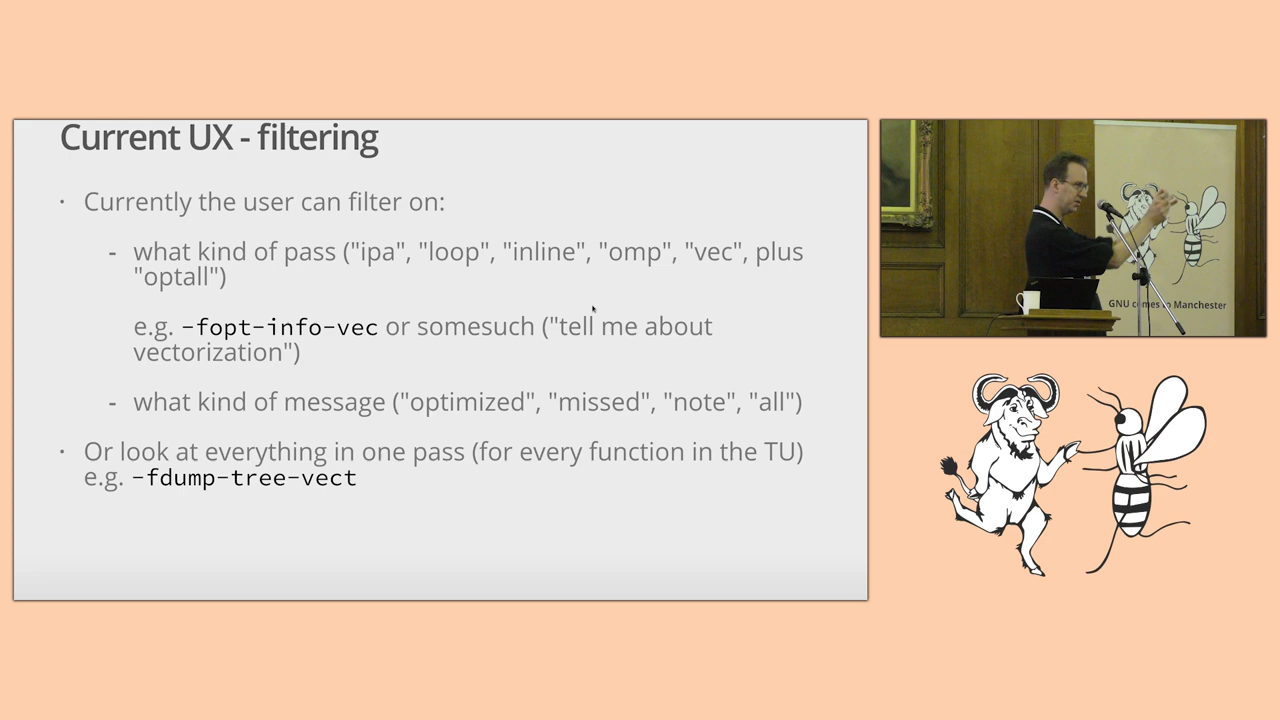 Current UX - filtering
· Currently the user can filter on:
- what kind of pass ("ipa", "loop", "inline", "omp", "vec", plus
"optall")
e.g. -fopt-info-vec or somesuch ("tell me about
vectorization")
- what kind of message ("optimized", "missed", "note", "all")
· Or look at everything in one pass (for every function in the TU)
e.g. -fdump-tree-vect
GNU comes to Manchester